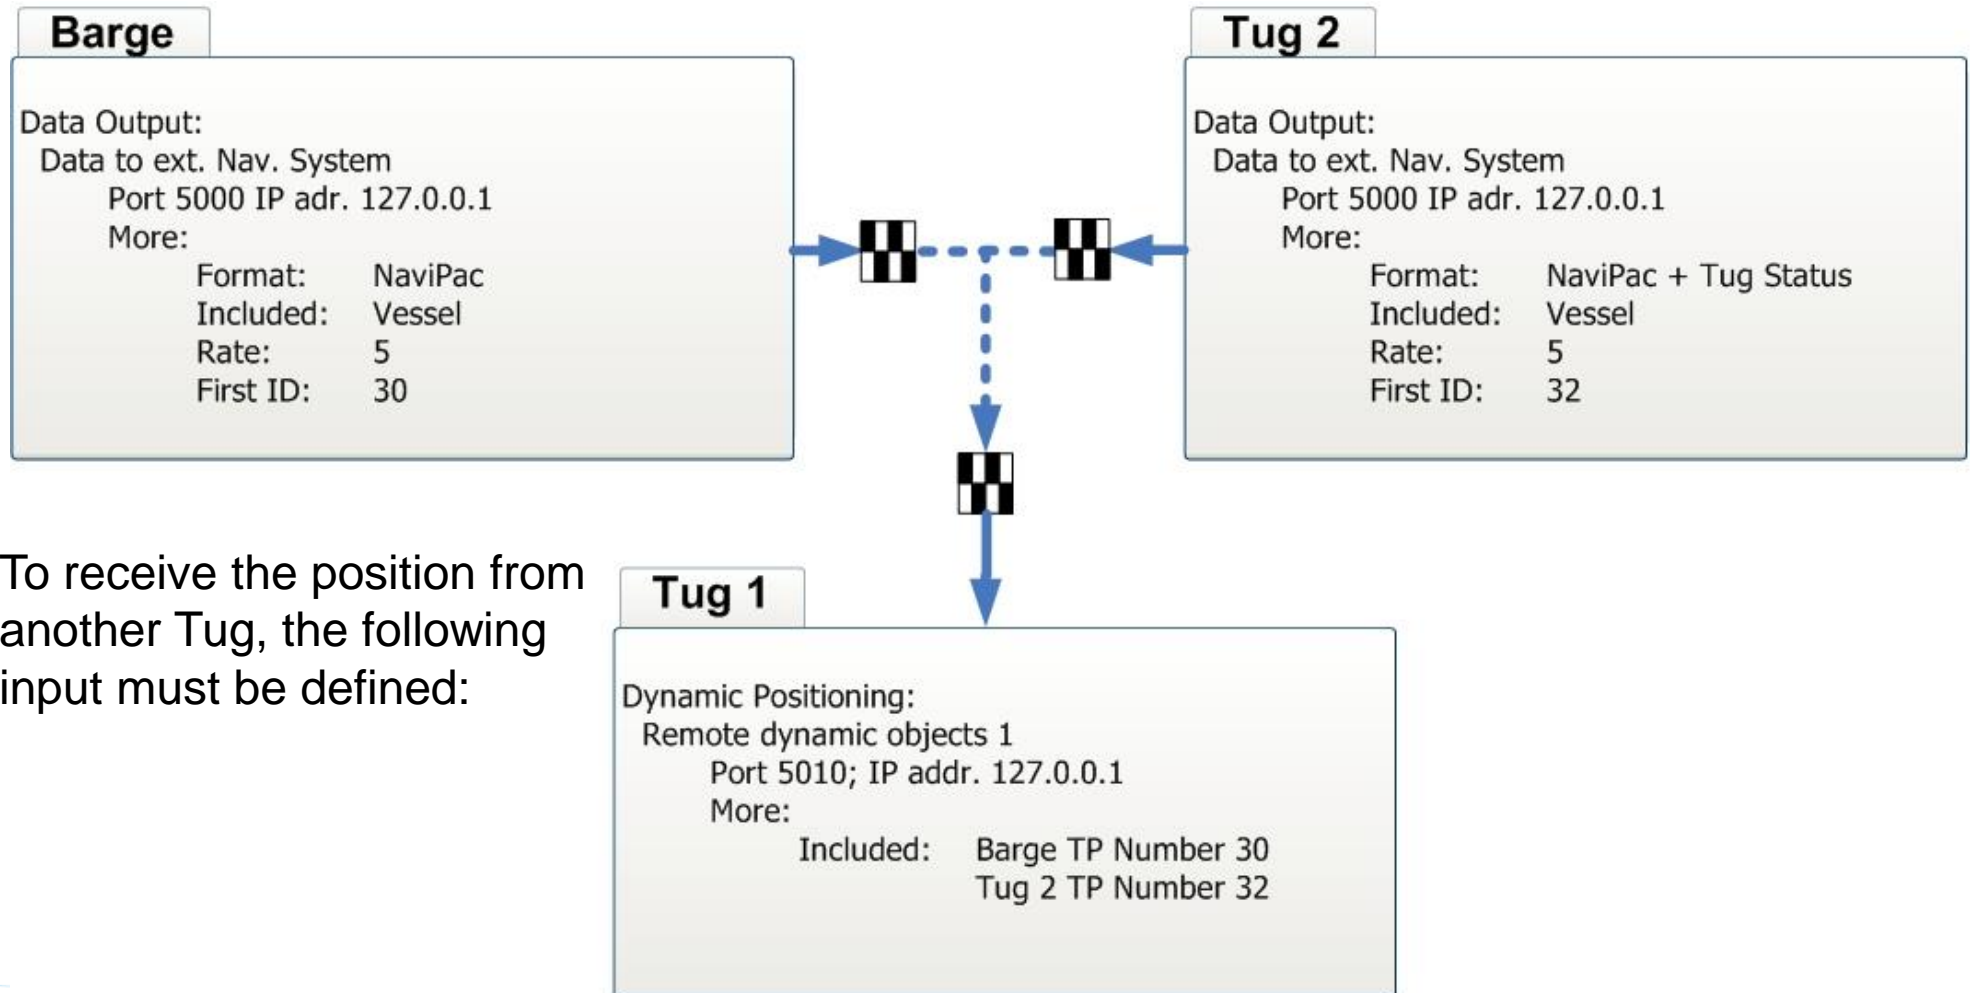 Barge
Data Output:
Data to ext. Nav. System
Port 5000 IP adr. 127.0.0.1
More:
Format: NaviPac
Included: Vessel
Rate: 5
First ID: 30
Tug 2
Data Output:
Data to ext. Nav. System
Port 5000 IP adr. 127.0.0.1
More:
Format: NaviPac + Tug Status
Included: Vessel
Rate: 5
First ID: 32
To receive the position from
another Tug, the following
input must be defined:
Tug 1
Dynamic Positioning:
Remote dynamic objects 1
Port 5010; IP addr. 127.0.0.1
More:
Included: Barge TP Number 30
Tug 2 TP Number 32